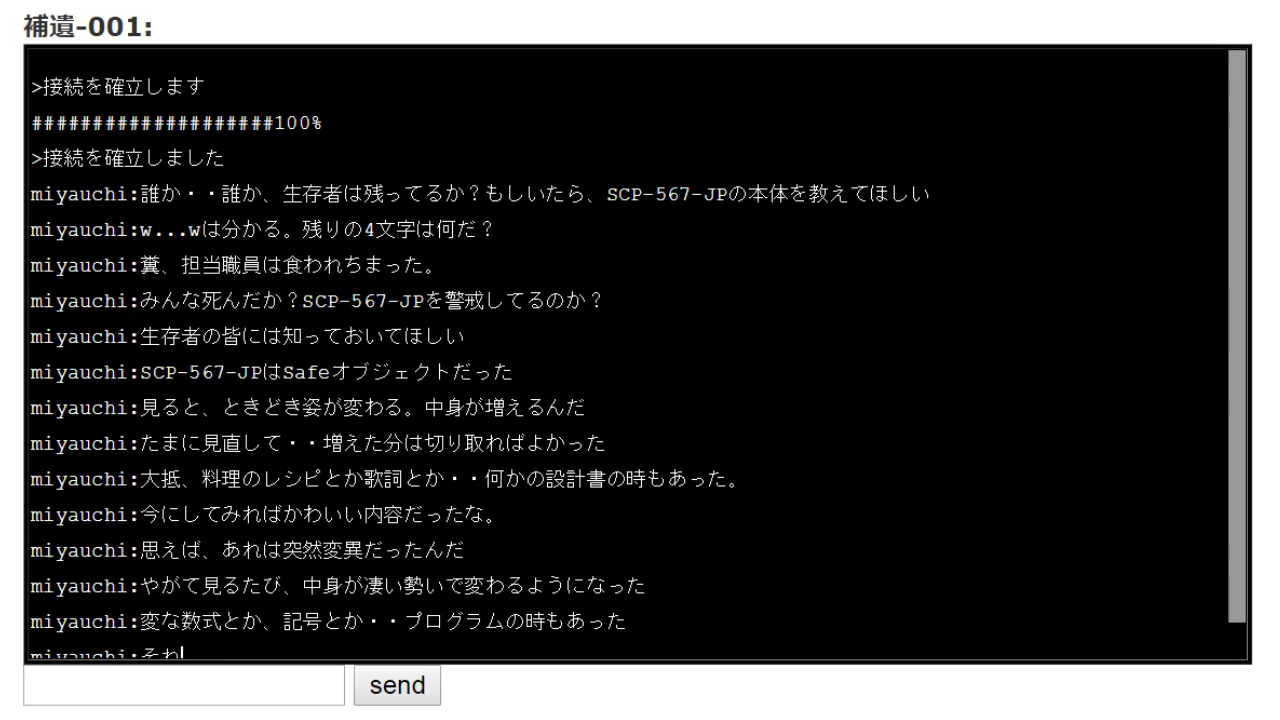 補遺-001:
>接続を確立します
####################100%
>接続を確立しました
miyauchi:誰か・・誰か、生存者は残ってるか？もしいたら、SCP-567-JPの本体を教えてほしい
miyauchi:w...wは分かる。残りの4文字は何だ？
miyauchi:糞、担当職員は食われちまった。
miyauchi:みんな死んだか？SCP-567-JPを警戒してるのか？
miyauchi:生存者の皆には知っておいてほしい
miyauchi:SCP-567-JPはSafeオブジェクトだった
miyauchi:見ると、ときどき姿が変わる。中身が増えるんだ
miyauchi:たまに見直して・・増えた分は切り取ればよかった
miyauchi:大抵、料理のレシピとか歌詞とか・・何かの設計書の時もあった。
miyauchi:今にしてみればかわいい内容だったな。
miyauchi:思えば、あれは突然変異だったんだ
miyauchi:やがて見るたび、中身が凄い勢いで変わるようになった
miyauchi:変な数式とか、記号とか・・プログラムの時もあった
miyauchi:それ
send